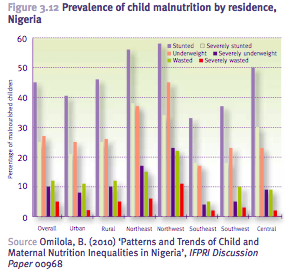 Figure 3.12 Prevalence of child malnutrition by residence,
Nigeria
Percentage of malnourished children
60
50
40
30
20
10
0
Stunted Severely stunted
Underweight Severely underweight
Wasted Severely wasted
Overall Urban Rural Northeast Northwest Southeast Southwest Central
Source Omilola, B. (2010) ‘Patterns and Trends of Child and
Maternal Nutrition Inequalities in Nigeria’, IFPRI Discussion
Paper 00968